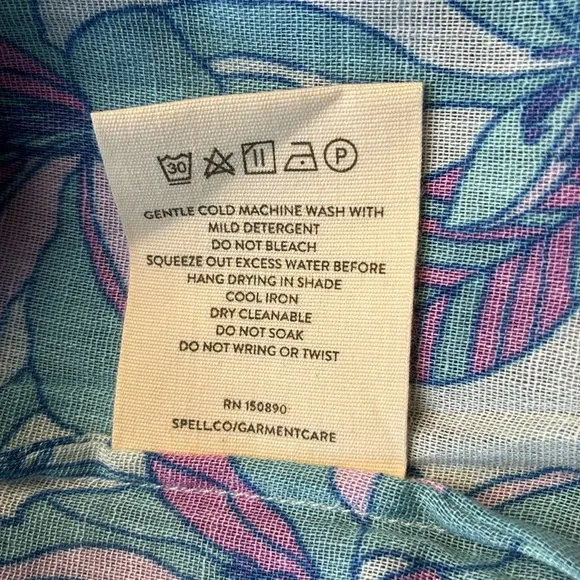 30 P
GENTLE COLD MACHINE WASH WITH
MILD DETERGENT
DO NOT BLEACH
SQUEEZE OUT EXCESS WATER BEFORE
HANG DRYING IN SHADE
COOL IRON
DRY CLEANABLE
DO NOT SOAK
DO NOT WRING OR TWIST
RN 150890
SPELL.CO/GARMENTCARE